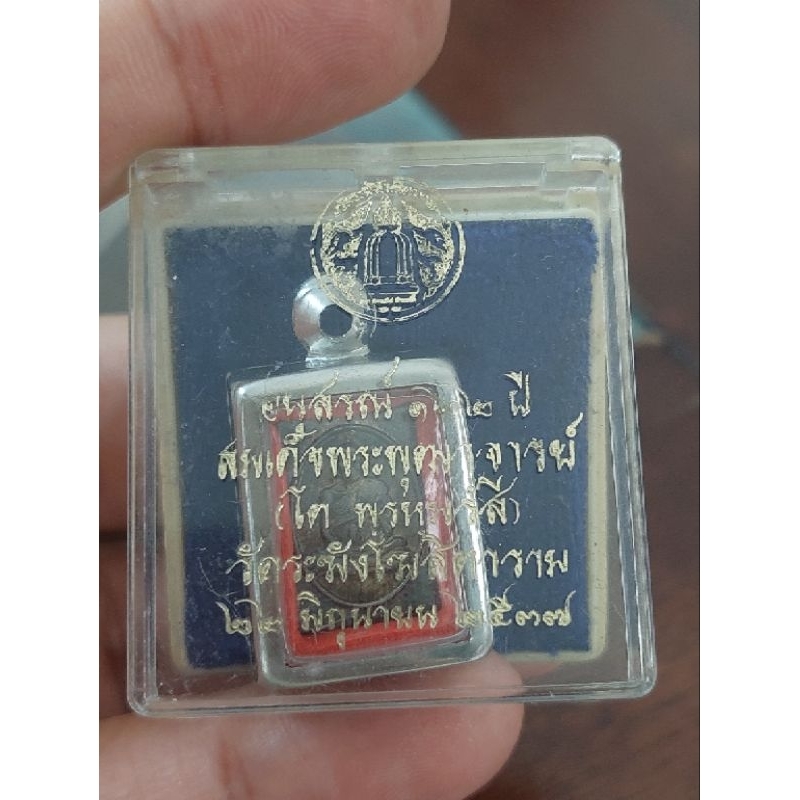 อนุสรณ์ ๑๒๒ ปี
สมเด็จพระพุฒาจารย์
(โต พรหมรังสี)
วัดระฆังโฆสิตาราม
๒๒ มิถุนายน ๒๕๓๗